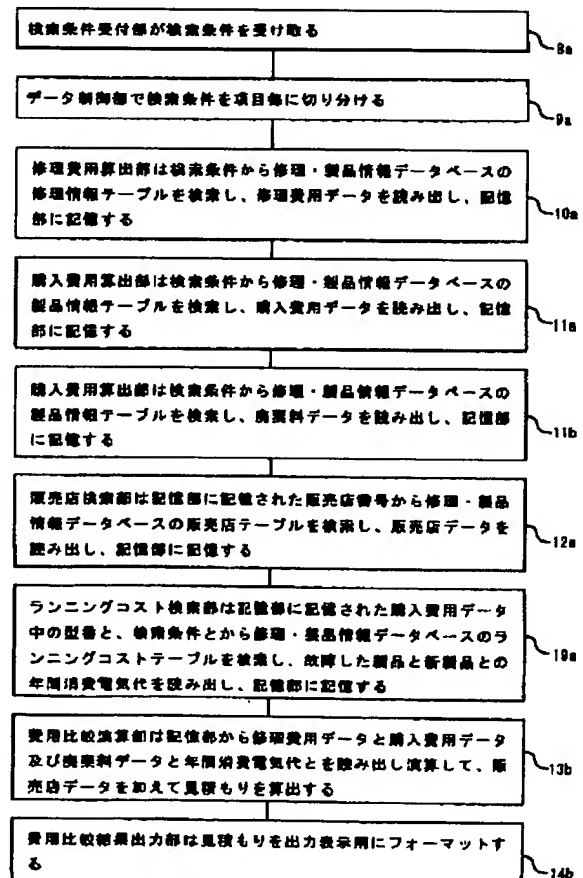 検索条件受付部が検索条件を受け取る
8a
データ制御部で検索条件を項目部に切り分ける
9a
修理費用算出部は検索条件から修理・製品情報データベースの
修理情報テーブルを検索し、修理費用データを読み出し、記憶
部に記憶する
10a
購入費用算出部は検索条件から修理・製品情報データベースの
製品情報テーブルを検索し、購入費用データを読み出し、記憶
部に記憶する
11a
購入費用算出部は検索条件から修理・製品情報データベースの
製品情報テーブルを検索し、廃棄料データを読み出し、記憶部
に記憶する
11b
販売店検索部は記憶部に記憶された販売店番号から修理・製品
情報データベースの販売店テーブルを検索し、販売店データを
読み出し、記憶部に記憶する
12a
ランニングコスト検索部は記憶部に記憶された購入費用データ
中の型番と、検索条件とから修理・製品情報データベースのラ
ンニングコストテーブルを検索し、故障した製品と新製品との
年間消費電気代を読み出し、記憶部に記憶する
19a
費用比較演算部は記憶部から修理費用データと購入費用データ
及び廃棄料データと年間消費電気代とを読み出し演算して、販
売店データを加えて見積もりを算出する
13b
費用比較結果出力部は見積もりを出力表示用にフォーマットす
る
14b